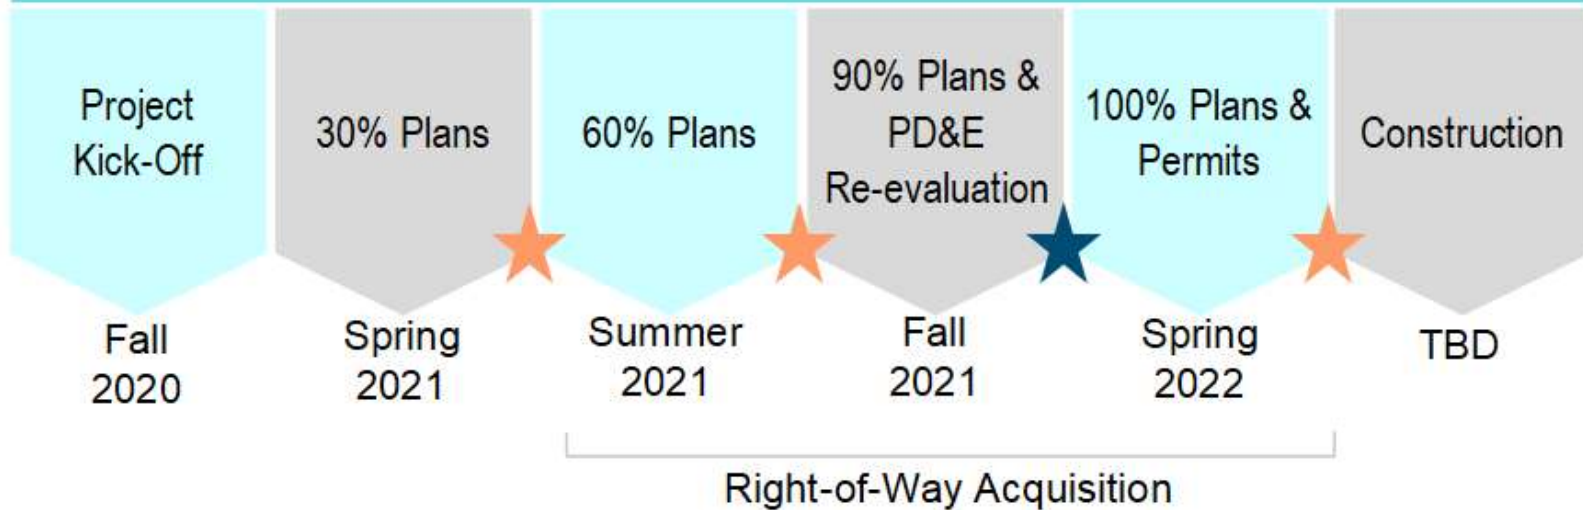 Project
Kick-Off
30% Plans
60% Plans
90% Plans &
PD&E
Re-evaluation
100% Plans &
Permits
Construction
Fall
2020
Spring
2021
Summer
2021
Fall
2021
Spring
2022
TBD
Right-of-Way Acquisition